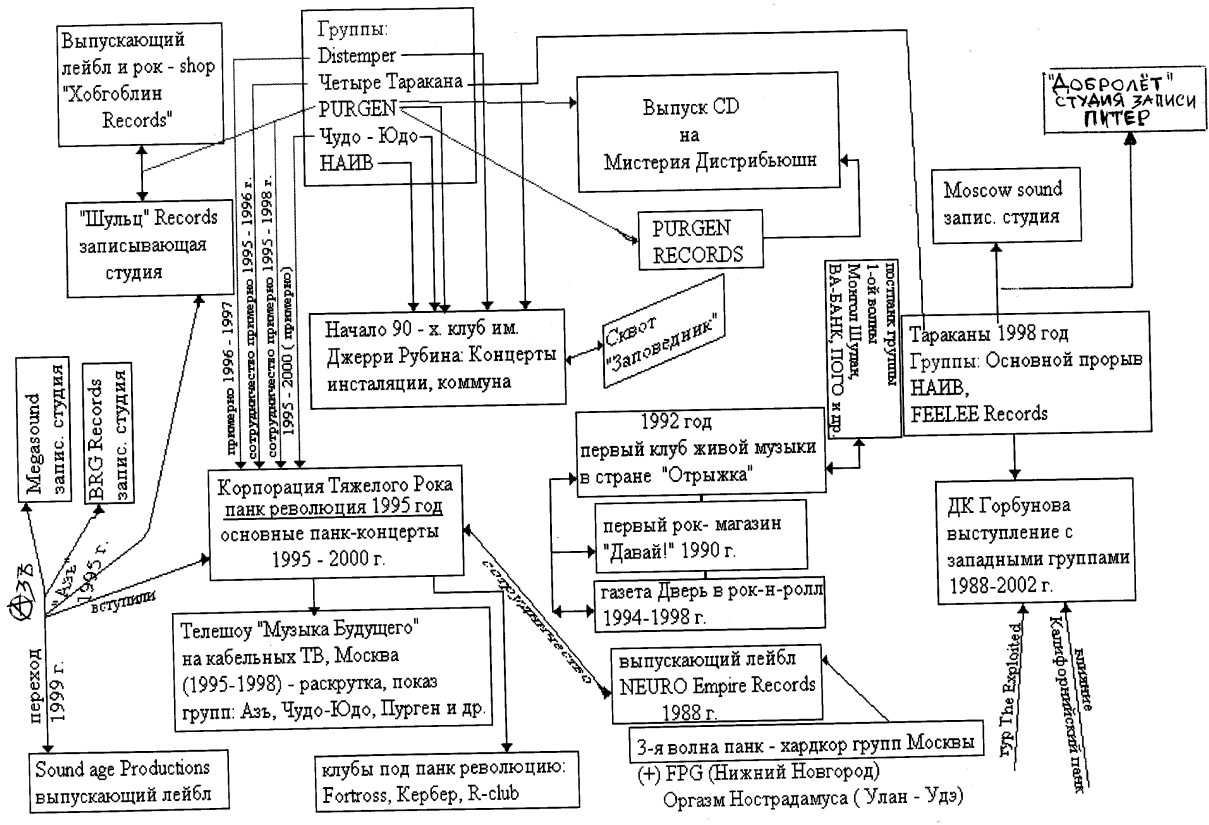 Выпускающий
лейбл и рок - shop
"Хобгоблин
Records"
Группы:
Distemper
Четыре Таракана
PURGEN
Чудо - Юдо
НАИВ
Выпуск CD
на
Мистерия Дистрибьюшн
"ДОБРОЛЁТ"
СТУДИЯ ЗАПИСИ
ПИТЕР
"Шульц" Records
записывающая
студия
PURGEN
RECORDS
Moscow sound
запис. студия
примерно 1996 - 1997
сотрудничество примерно 1995 - 1996 г.
сотрудничество примерно 1995 - 1998 г.
1995 - 2000 ( примерно)
Начало 90 - х. клуб им.
Джерри Рубина: Концерты
инсталяции, коммуна
Сквот
"Заповедник"
постпанк группы
1-ой волны
Монгол Шуудан,
ВА-БАНК, ПОГО и др.
Тараканы 1998 год
Группы: Основной прорыв
НАИВ,
FEELEE Records
Megasound
запис. студия
BRG Records
запис. студия
1992 год
первый клуб живой музыки
в стране "Отрыжка"
Корпорация Тяжелого Рока
панк революция 1995 год
основные панк-концерты
1995 - 2000 г.
первый рок- магазин
"Давай!" 1990 г.
газета Дверь в рок-н-ролл
1994-1998 г.
ДК Горбунова
выступление с
западными группами
1988-2002 г.
АЗЪ
"Азъ"
1995 г.
вступили
переход
1999 г.
сотрудничество
Телешоу "Музыка Будущего"
на кабельных ТВ, Москва
(1995-1998) - раскрутка, показ
групп: Азь, Чудо-Юдо, Пурген и др.
выпускающий лейбл
NEURO Empire Records
1988 г.
тур The Exploited
влияние
Калифорнийский панк
3-я волна панк - хардкор групп Москвы
(+) FPG (Нижний Новгород)
Оргазм Нострадамуса ( Улан - Удэ)
Sound age Productions
выпускающий лейбл
клубы под панк революцию:
Fortross, Кербер, R-club